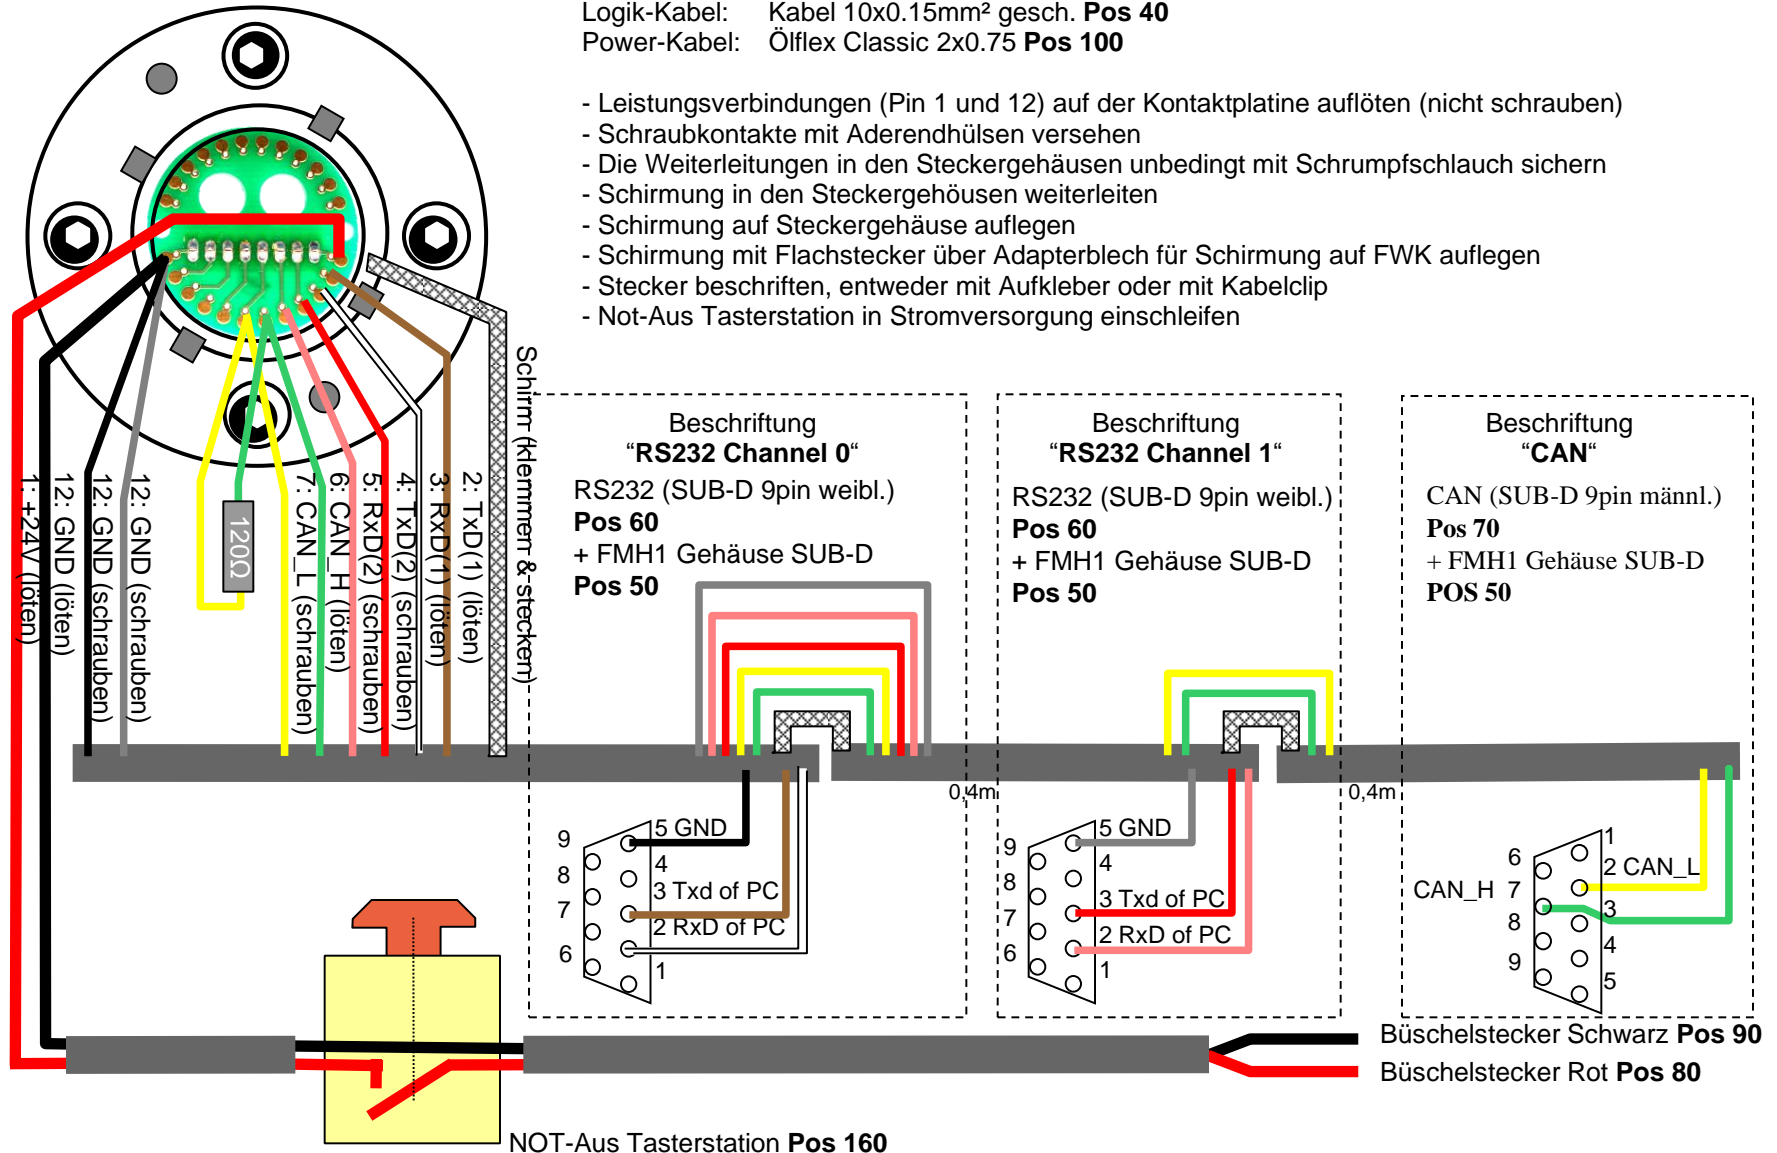 Logik-Kabel: Kabel 10x0.15mm² gesch. Pos 40
Power-Kabel: Ölflex Classic 2x0.75 Pos 100
- Leistungsverbindungen (Pin 1 und 12) auf der Kontaktplatine auflöten (nicht schrauben)
- Schraubkontakte mit Aderendhülsen versehen
- Die Weiterleitungen in den Steckergehäusen unbedingt mit Schrumpfschlauch sichern
- Schirmung in den Steckergehöusen weiterleiten
- Schirmung auf Steckergehäuse auflegen
- Schirmung mit Flachstecker über Adapterblech für Schirmung auf FWK auflegen
- Stecker beschriften, entweder mit Aufkleber oder mit Kabelclip
- Not-Aus Tasterstation in Stromversorgung einschleifen
1: +24V (löten)
12: GND (löten)
12: GND (schrauben)
12: GND (schrauben)
120Ω
7: CAN_L (schrauben)
6: CAN_H (löten)
5: RxD(2) (schrauben)
4: TxD(2) (schrauben)
3: RxD(1) (löten)
2: TxD(1) (löten)
Schirm (klemmen & stecken)
Beschriftung
“RS232 Channel 0“
RS232 (SUB-D 9pin weibl.)
Pos 60
+ FMH1 Gehäuse SUB-D
Pos 50
Beschriftung
“RS232 Channel 1“
RS232 (SUB-D 9pin weibl.)
Pos 60
+ FMH1 Gehäuse SUB-D
Pos 50
Beschriftung
“CAN“
CAN (SUB-D 9pin männl.)
Pos 70
+ FMH1 Gehäuse SUB-D
POS 50
0,4m
0,4m
9
8
7
6
5 GND
4
3 Txd of PC
2 RxD of PC
1
9
8
7
6
5 GND
4
3 Txd of PC
2 RxD of PC
1
6
CAN_H 7
8
9
1
2 CAN_L
3
4
5
Büschelstecker Schwarz Pos 90
Büschelstecker Rot Pos 80
NOT-Aus Tasterstation Pos 160